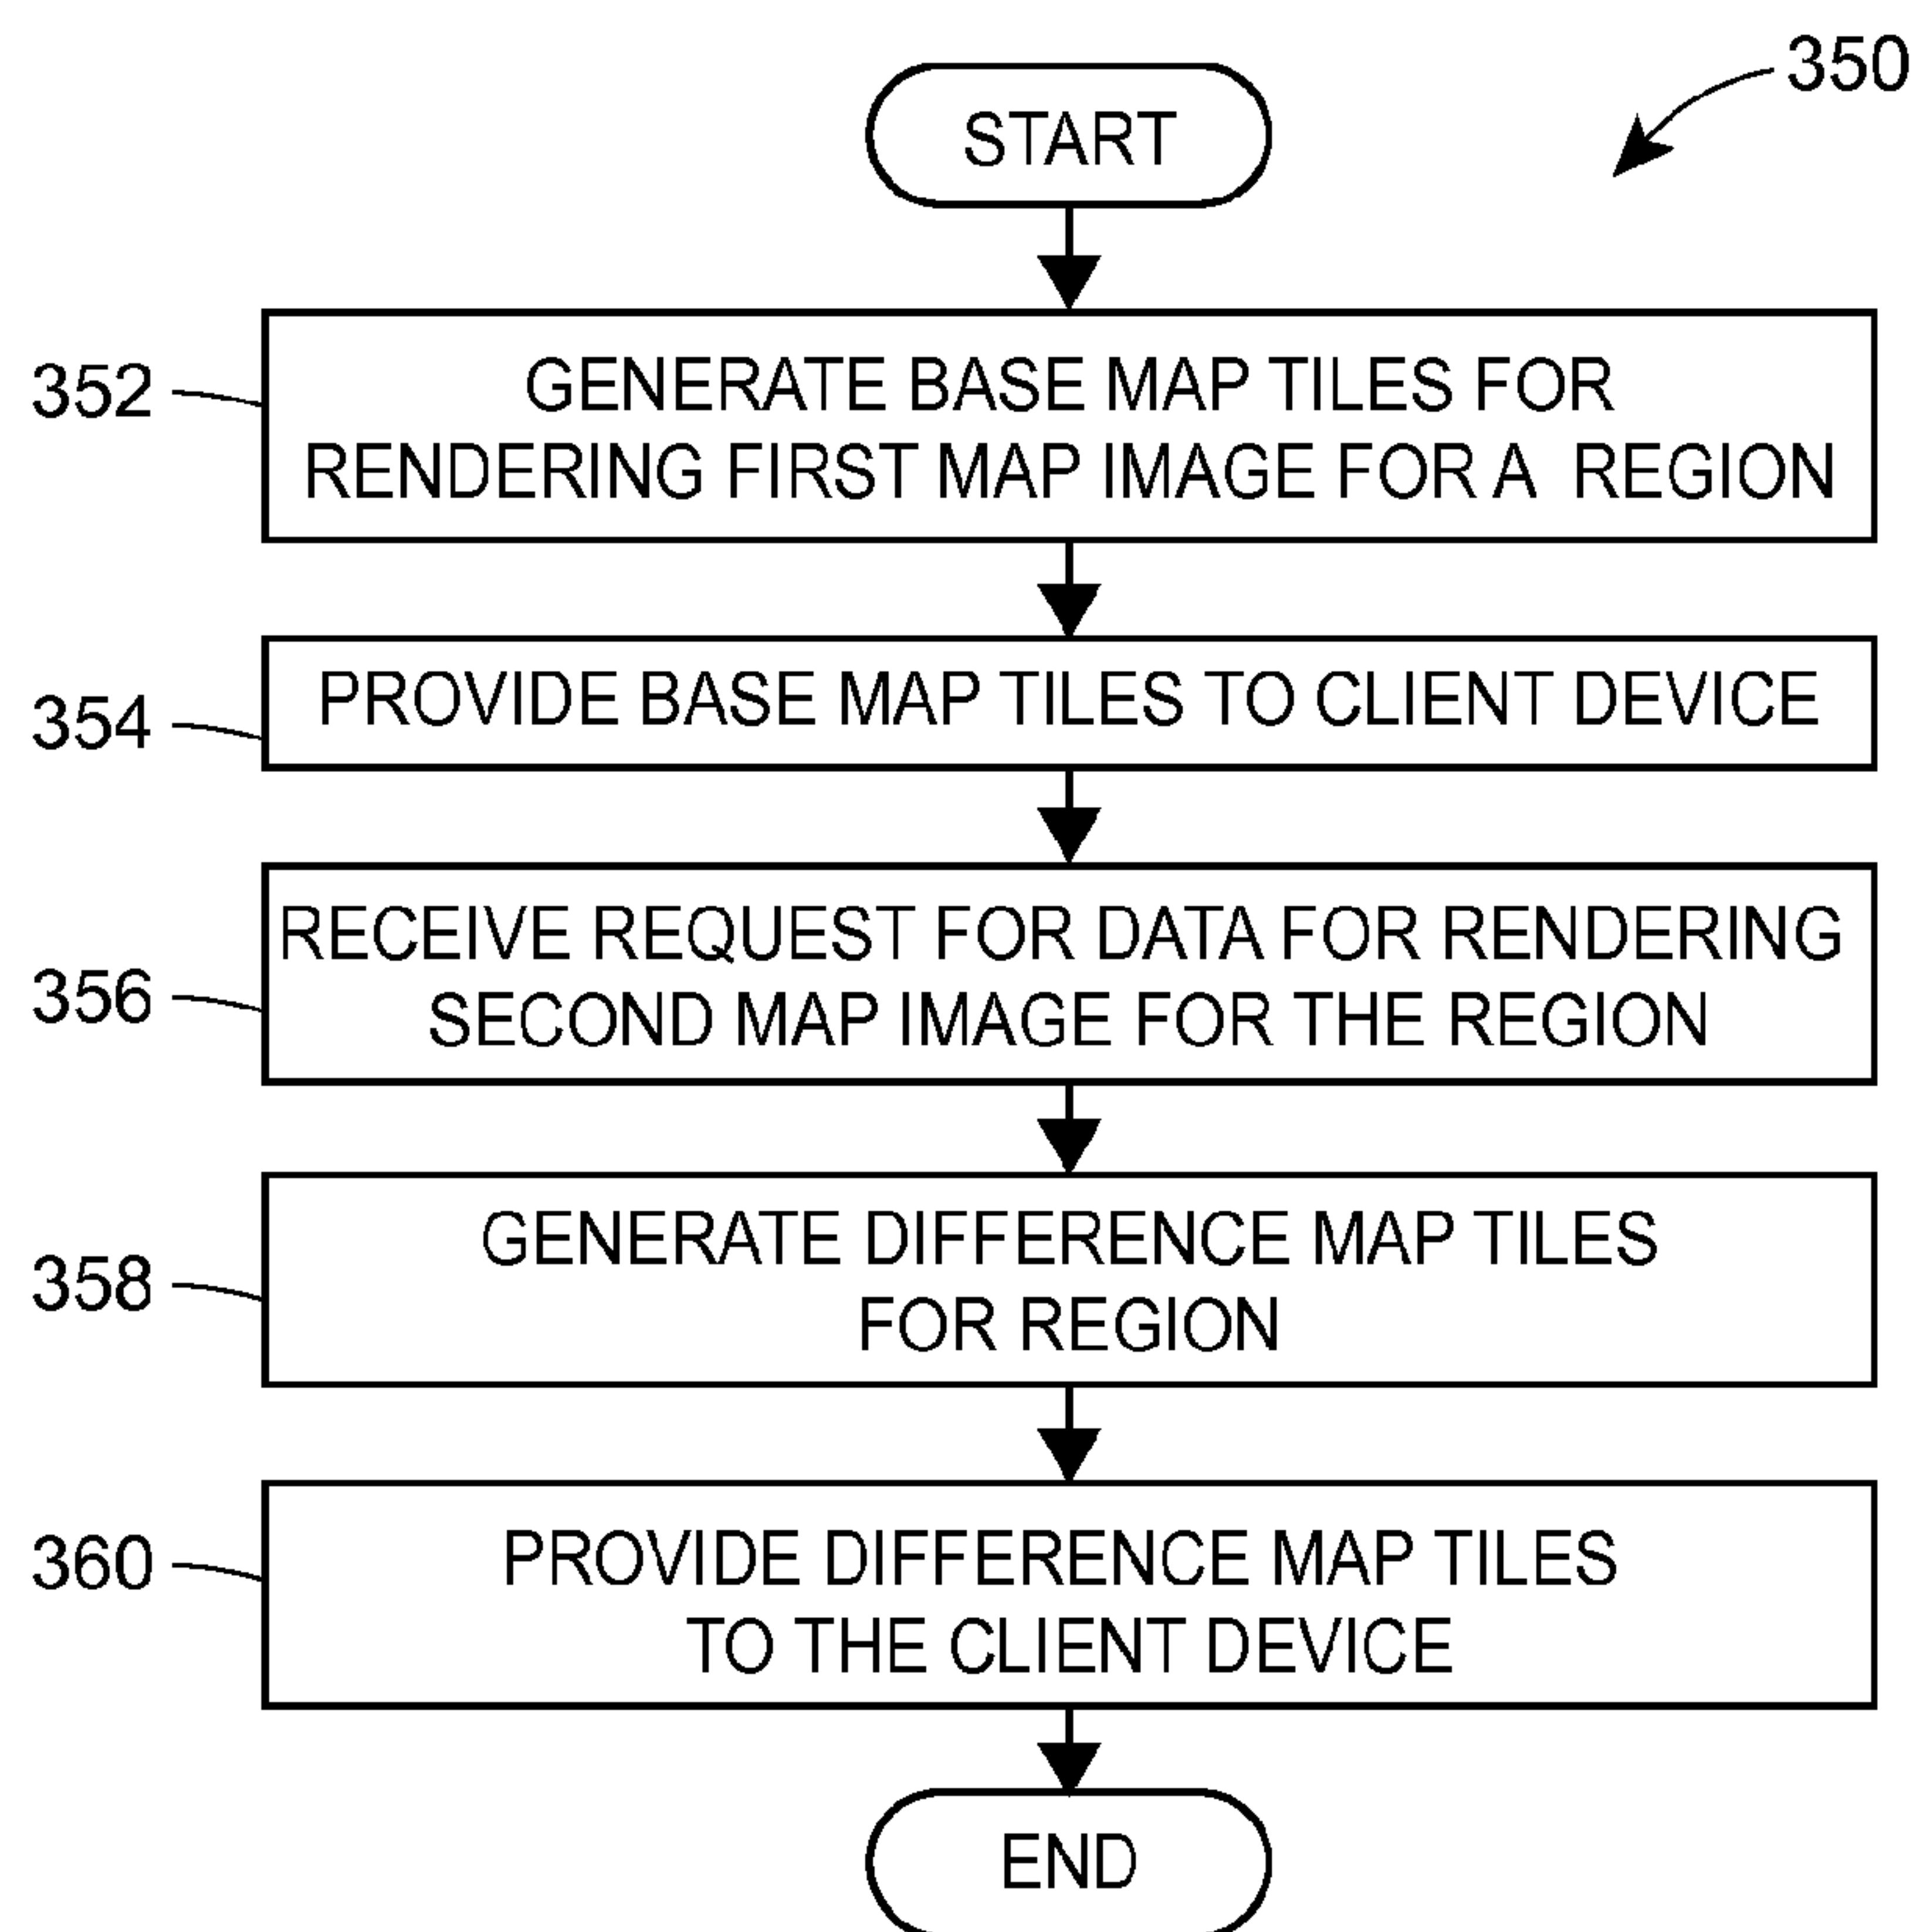 350
START
352
GENERATE BASE MAP TILES FOR
RENDERING FIRST MAP IMAGE FOR A REGION
354
PROVIDE BASE MAP TILES TO CLIENT DEVICE
356
RECEIVE REQUEST FOR DATA FOR RENDERING
SECOND MAP IMAGE FOR THE REGION
358
GENERATE DIFFERENCE MAP TILES
FOR REGION
360
PROVIDE DIFFERENCE MAP TILES
TO THE CLIENT DEVICE
END